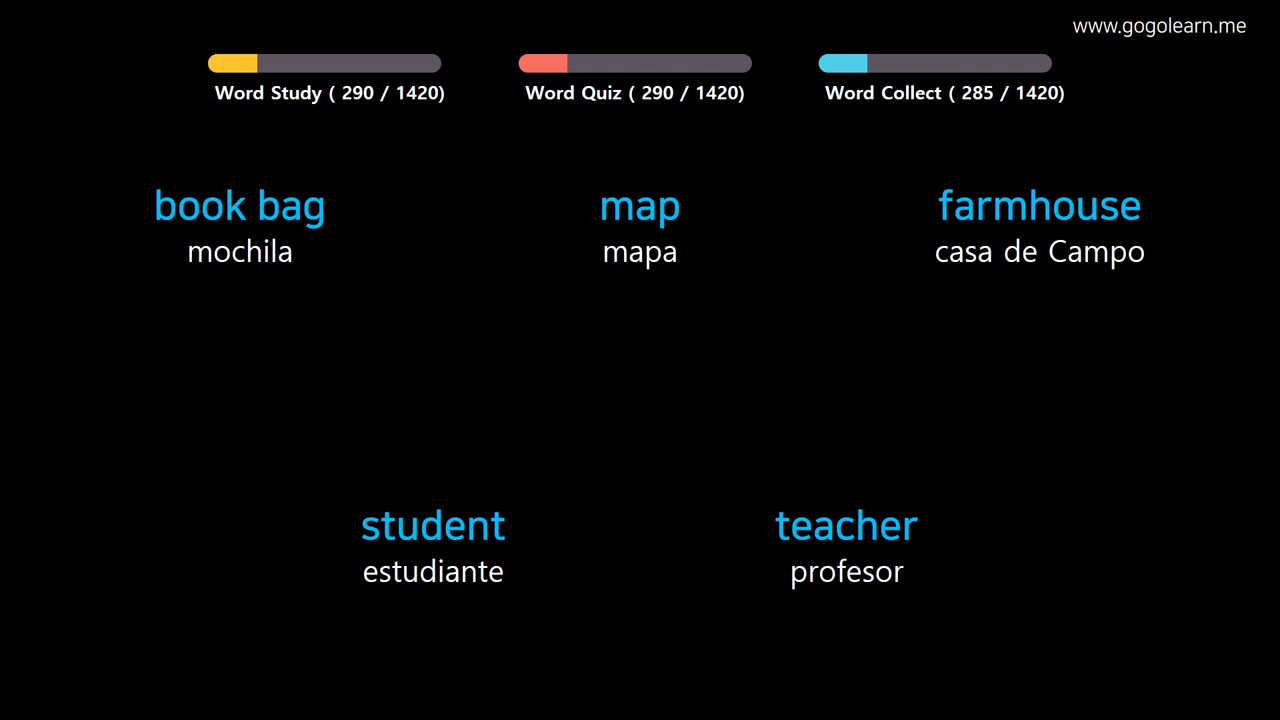 www.gogolearn.me
Word Study ( 290 / 1420)
Word Quiz ( 290 / 1420)
Word Collect ( 285 / 1420)
book bag
mochila
map
mapa
farmhouse
casa de Campo
student
estudiante
teacher
profesor